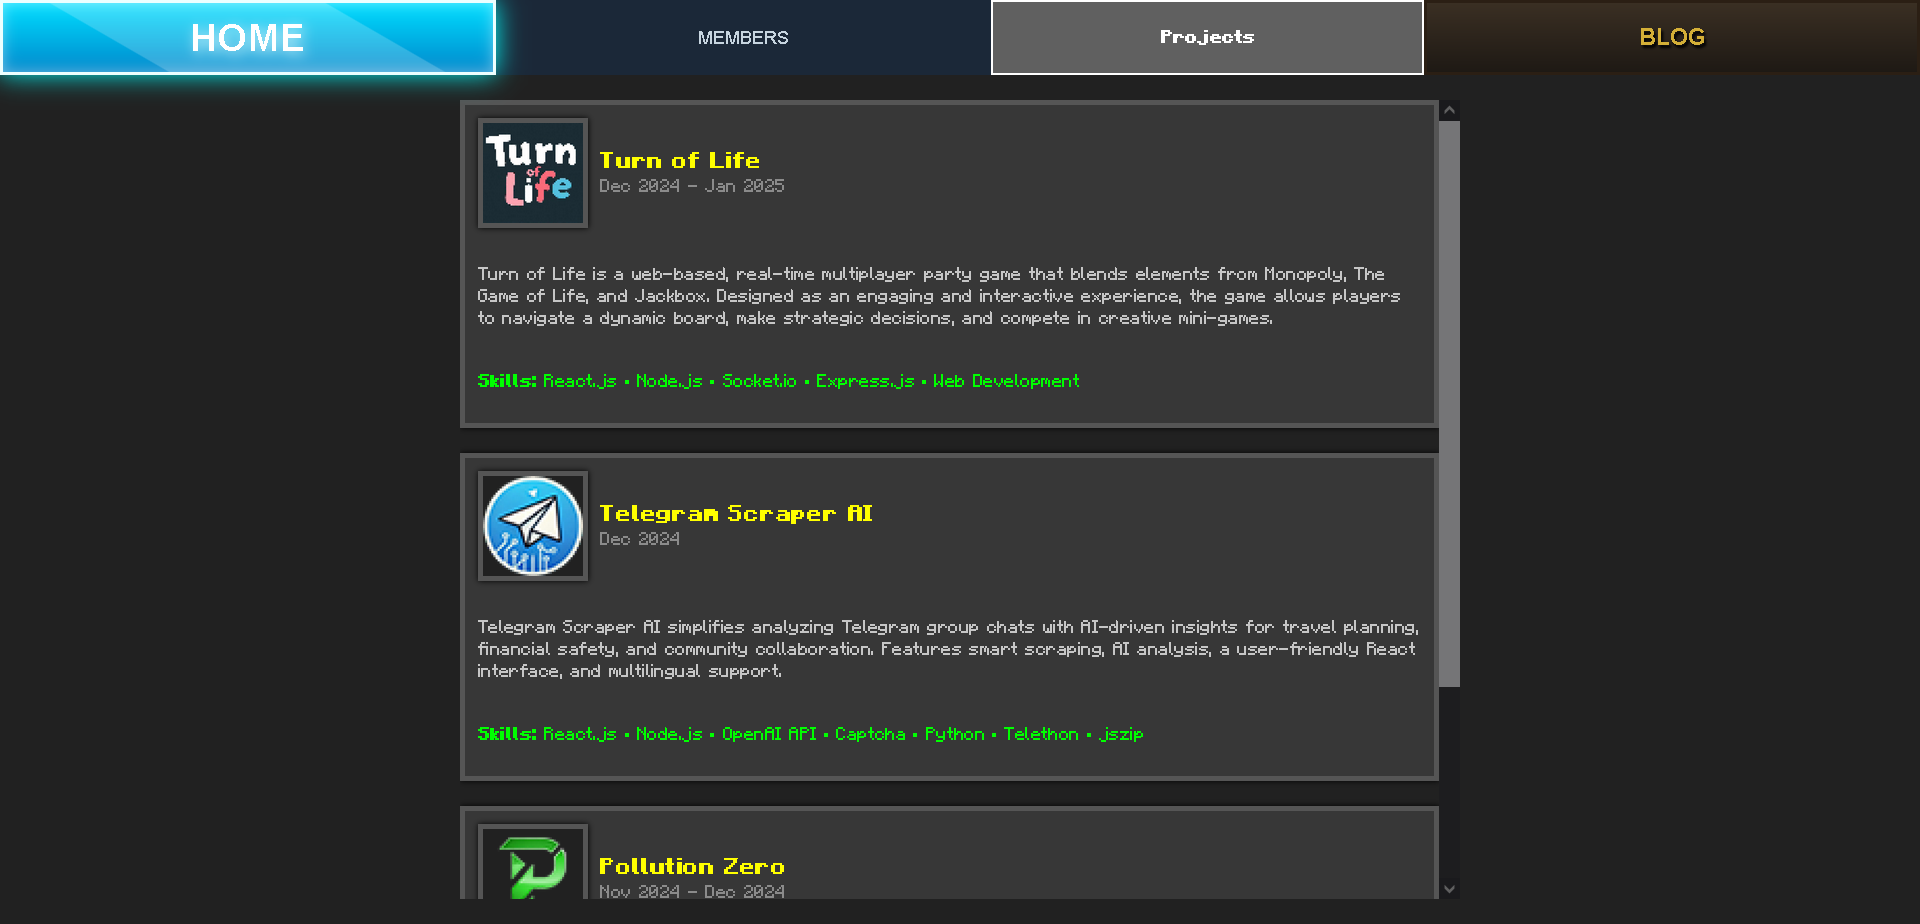 HOME
MEMBERS
Projects
BLOG
Turn of Life
Turn of Life
Dec 2024 - Jan 2025
Turn of Life is a web-based, real-time multiplayer party game that blends elements from Monopoly, The
Game of Life, and Jackbox. Designed as an engaging and interactive experience, the game allows players
to navigate a dynamic board, make strategic decisions, and compete in creative mini-games.
Skills: React.js • Node.js • Socket.io • Express.js • Web Development
Telegram Scraper AI
Dec 2024
Telegram Scraper AI simplifies analyzing Telegram group chats with AI-driven insights for travel planning,
financial safety, and community collaboration. Features smart scraping, AI analysis, a user-friendly React
interface, and multilingual support.
Skills: React.js • Node.js • OpenAI API • Captcha • Python • Telethon • jszip
Pollution Zero
Nov 2024 - Dec 2024